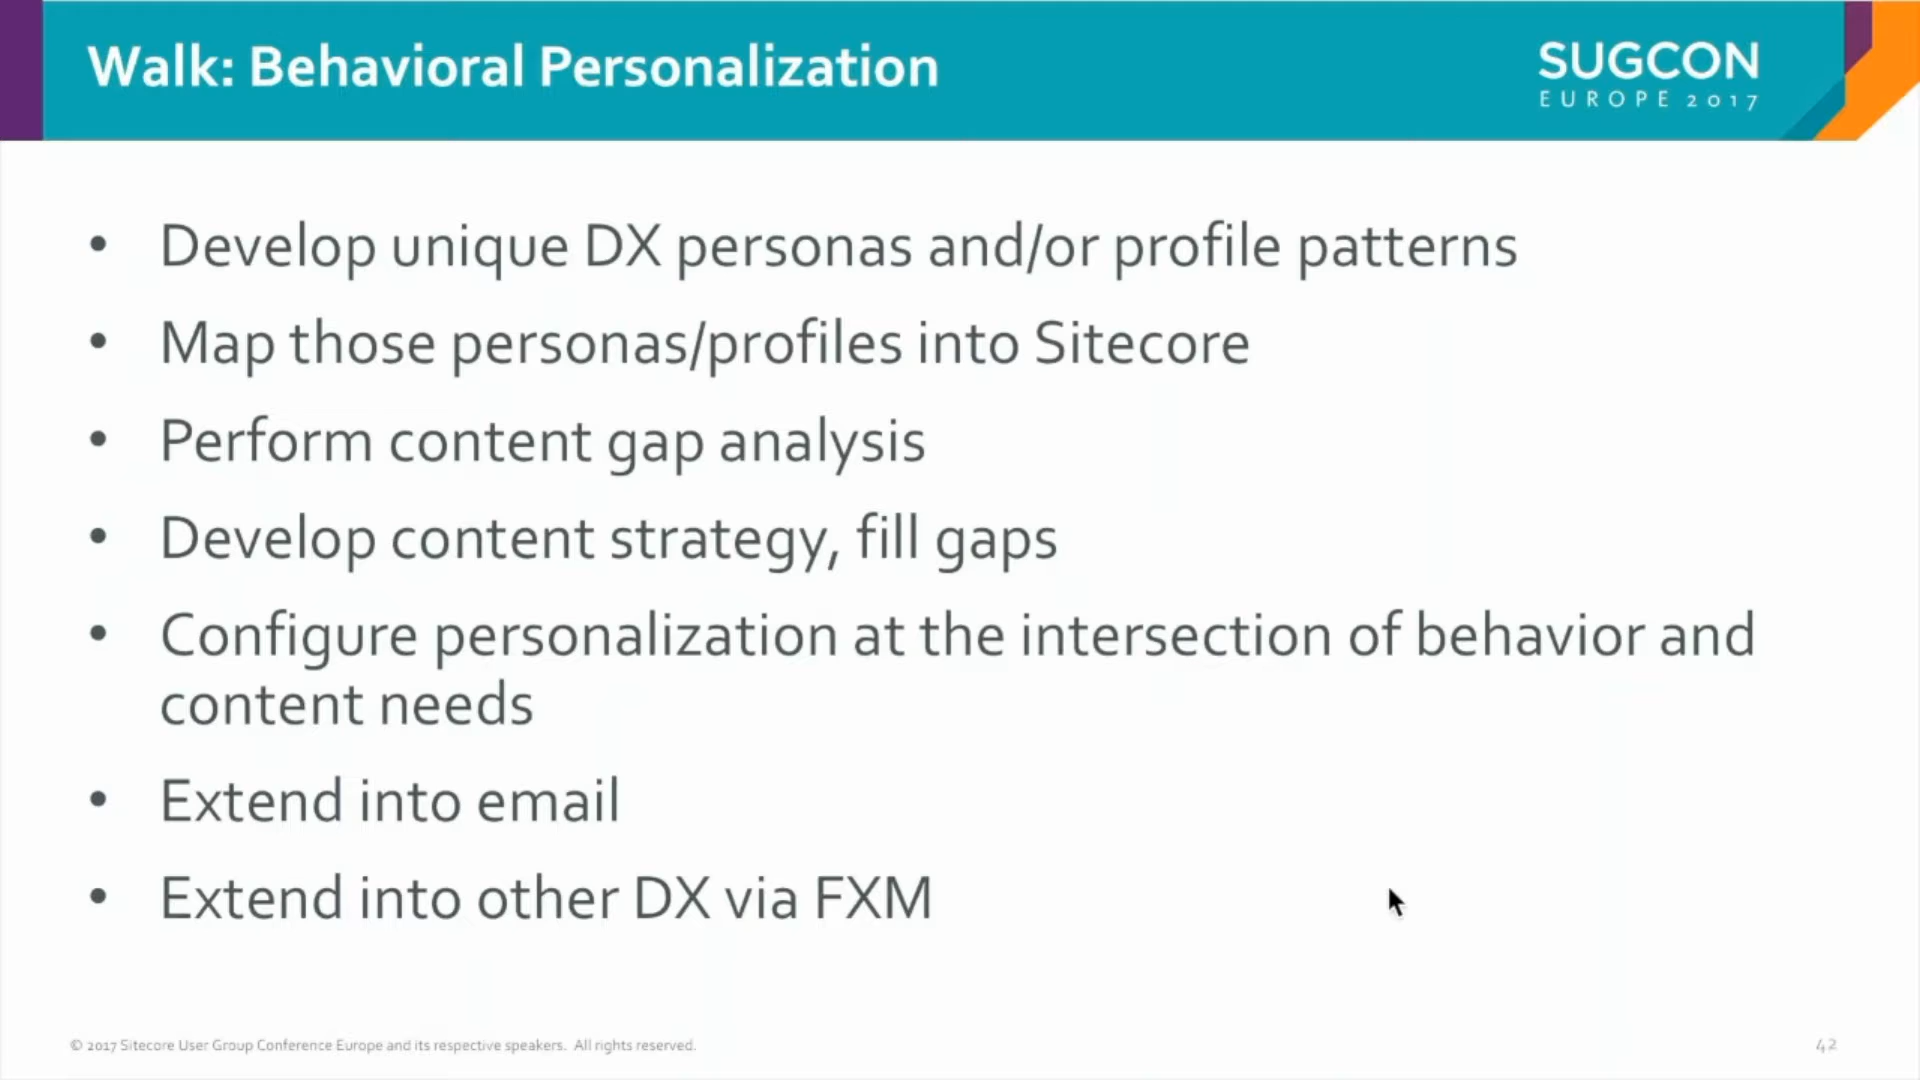 Walk: Behavioral Personalization
SUGCON
EUROPE 2017
• Develop unique DX personas and/or profile patterns
• Map those personas/profiles into Sitecore
• Perform content gap analysis
• Develop content strategy, fill gaps
• Configure personalization at the intersection of behavior and
content needs
• Extend into email
• Extend into other DX via FXM
© 2017 Sitecore User Group Conference Europe and its respective speakers. All rights reserved.
42